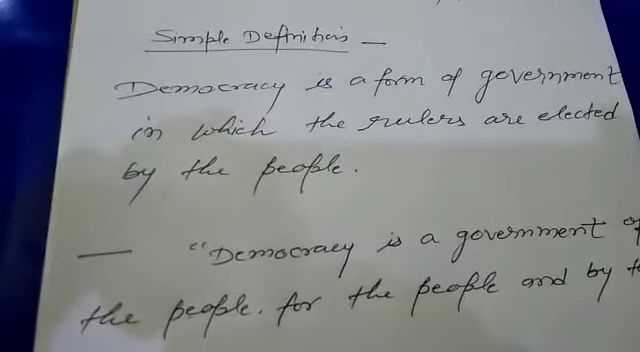 Simple Definitions —
Democracy is a form of government
in which the rulers are elected
by the people.
— "Democracy is a government of
the people. for the people and by